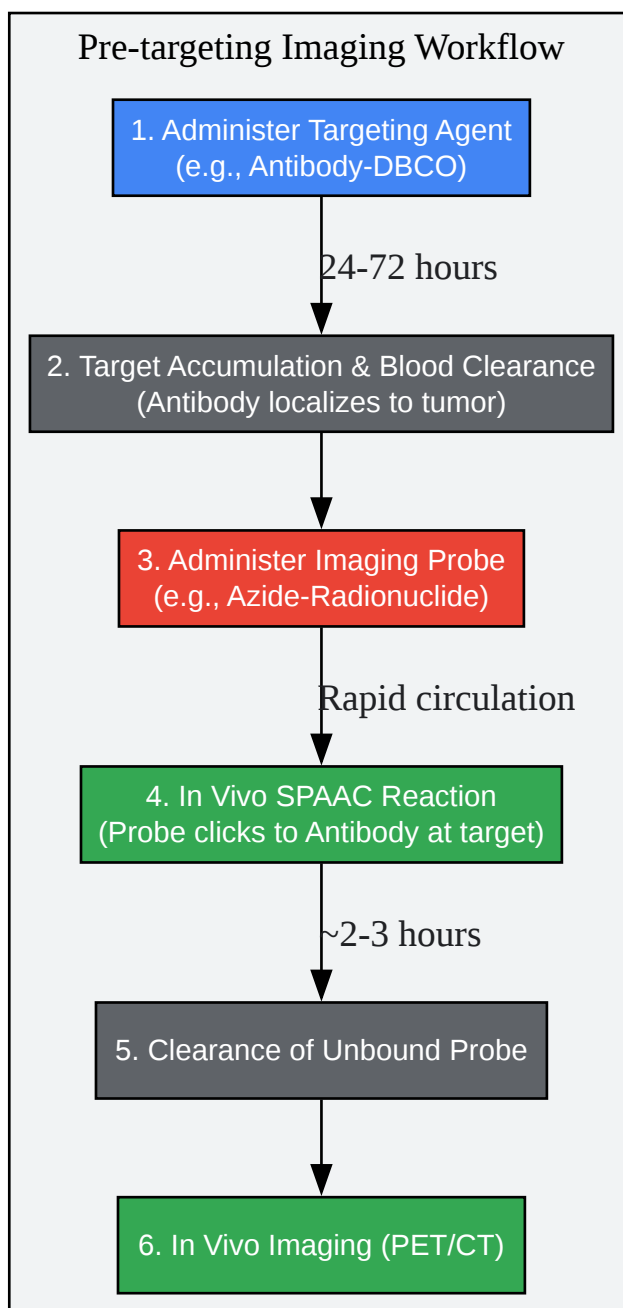 Pre-targeting Imaging Workflow
1. Administer Targeting Agent
(e.g., Antibody-DBCO)
24-72 hours
2. Target Accumulation & Blood Clearance
(Antibody localizes to tumor)
3. Administer Imaging Probe
(e.g., Azide-Radionuclide)
Rapid circulation
4. In Vivo SPAAC Reaction
(Probe clicks to Antibody at target)
~2-3 hours
5. Clearance of Unbound Probe
6. In Vivo Imaging (PET/CT)